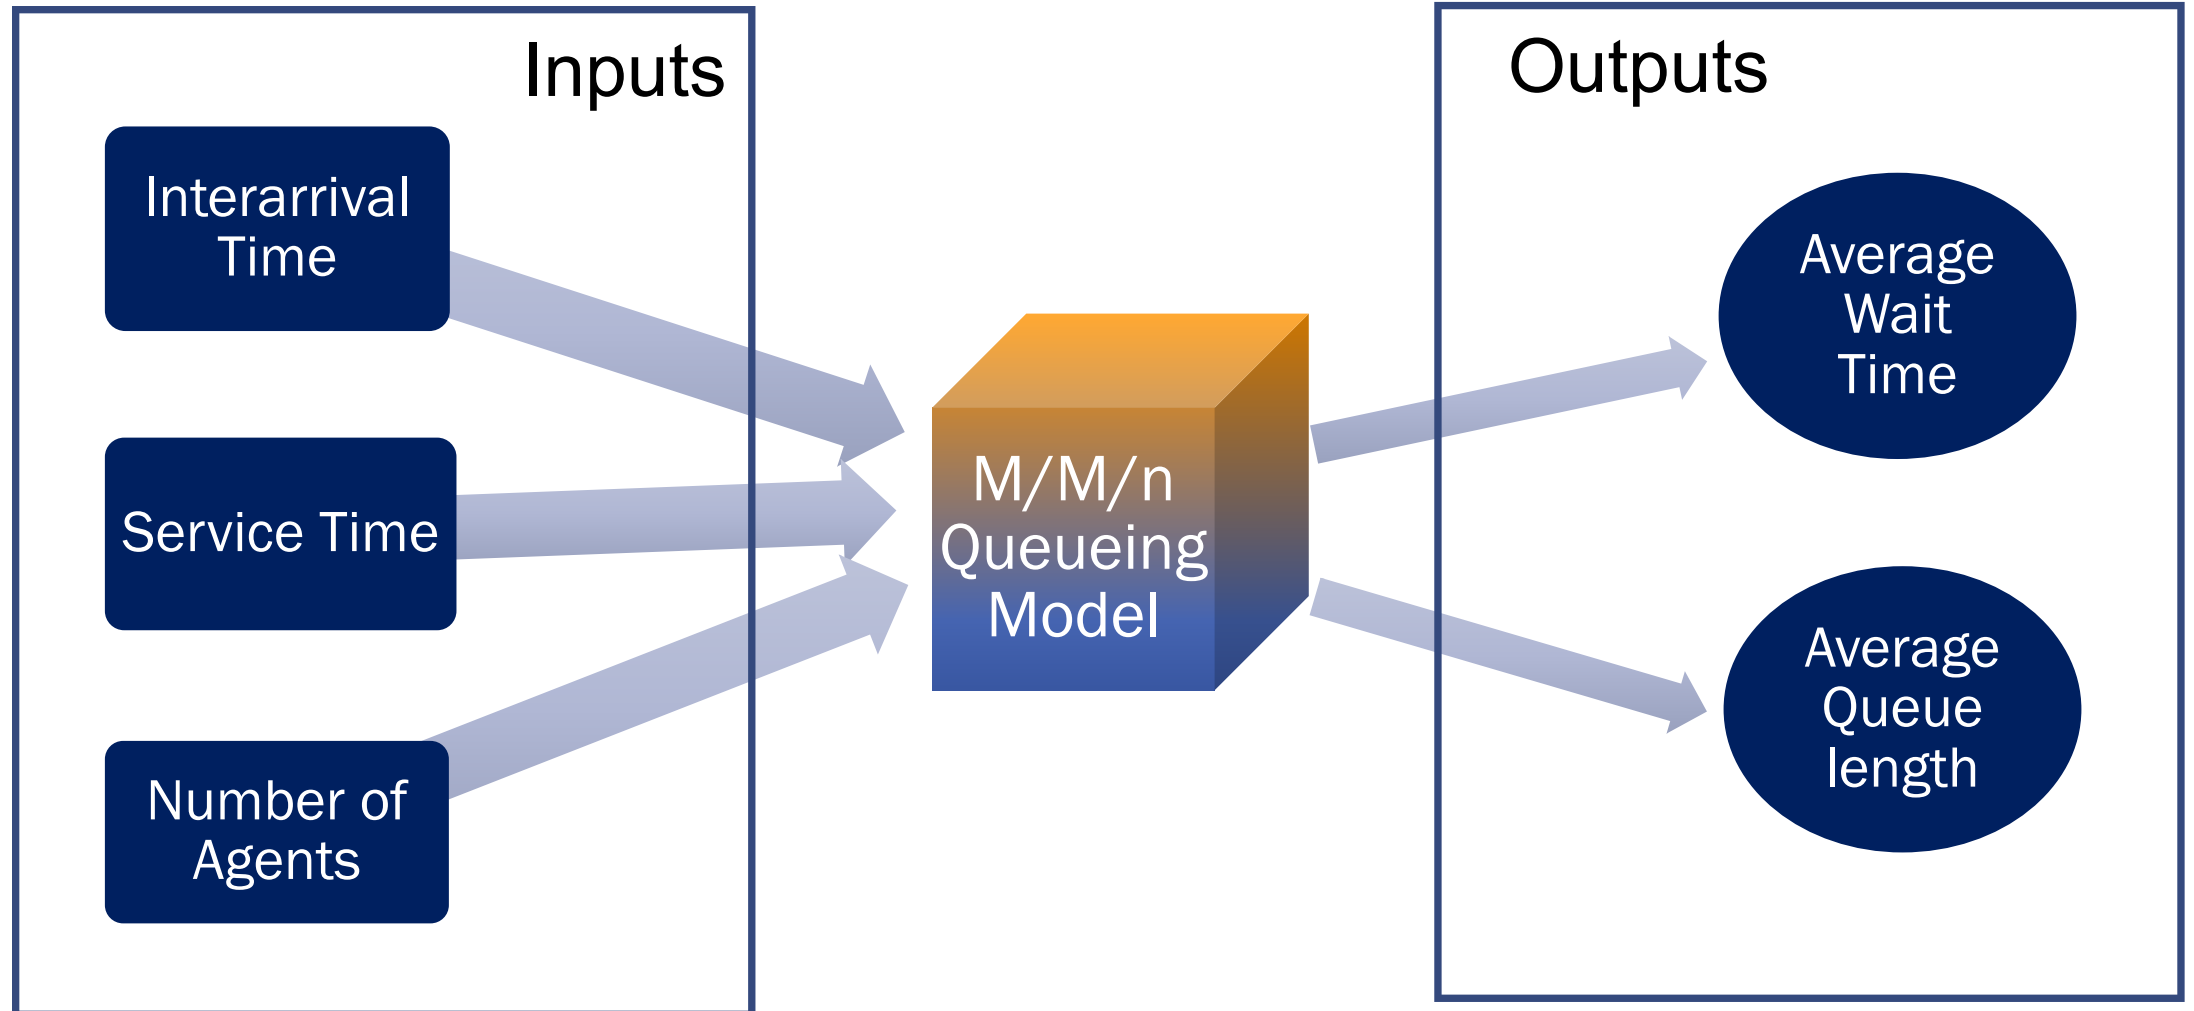 Inputs
Interarrival
Time
Service Time
Number of
Agents
M/M/n
Queueing
Model
Outputs
Average
Wait
Time
Average
Queue
length